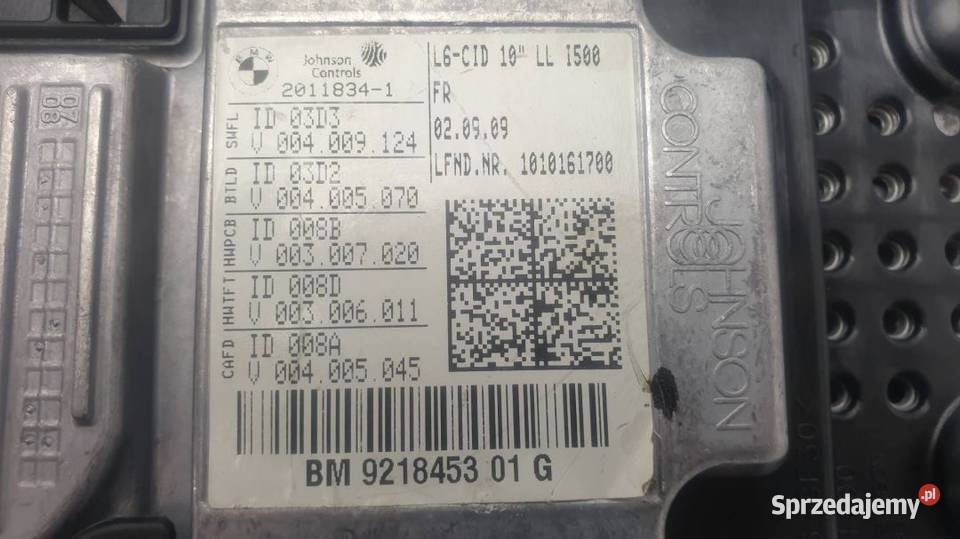 BMW
Johnson
Controls
2011834-1
SWFL
ID 03D3
V 004.009.124
BTLD
ID 03D2
V 004.005.070
HWPCB
ID 008B
V 003.007.020
HWTFT
ID 008D
V 003.006.011
CAFD
ID 008A
V 004.005.045
L6-CID 10" LL I500
FR
02.09.09
LFND.NR. 1010161700
BM 9218453 01 G
JOHNSON
CONTROLS
Sprzedajemy.pl